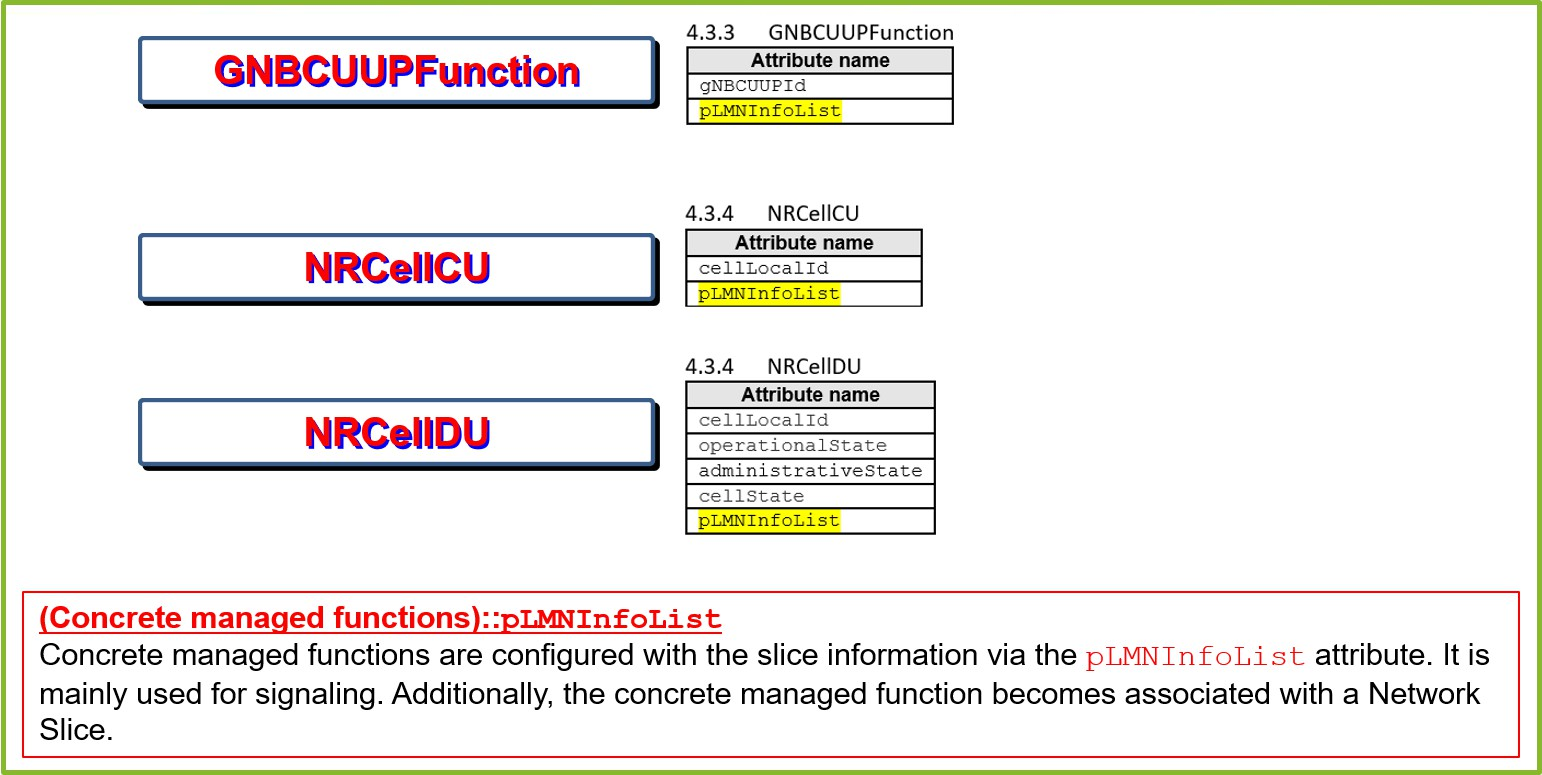 GNBCUUPFunction
4.3.3 GNBCUUPFunction
Attribute name
gNBCUUPId
pLMNInfoList
NRCellCU
4.3.4 NRCellCU
Attribute name
cellLocalId
pLMNInfoList
NRCellDU
4.3.4 NRCellDU
Attribute name
cellLocalId
operationalState
administrativeState
cellState
pLMNInfoList
(Concrete managed functions)::pLMNInfoList
Concrete managed functions are configured with the slice information via the pLMNInfoList attribute. It is
mainly used for signaling. Additionally, the concrete managed function becomes associated with a Network
Slice.